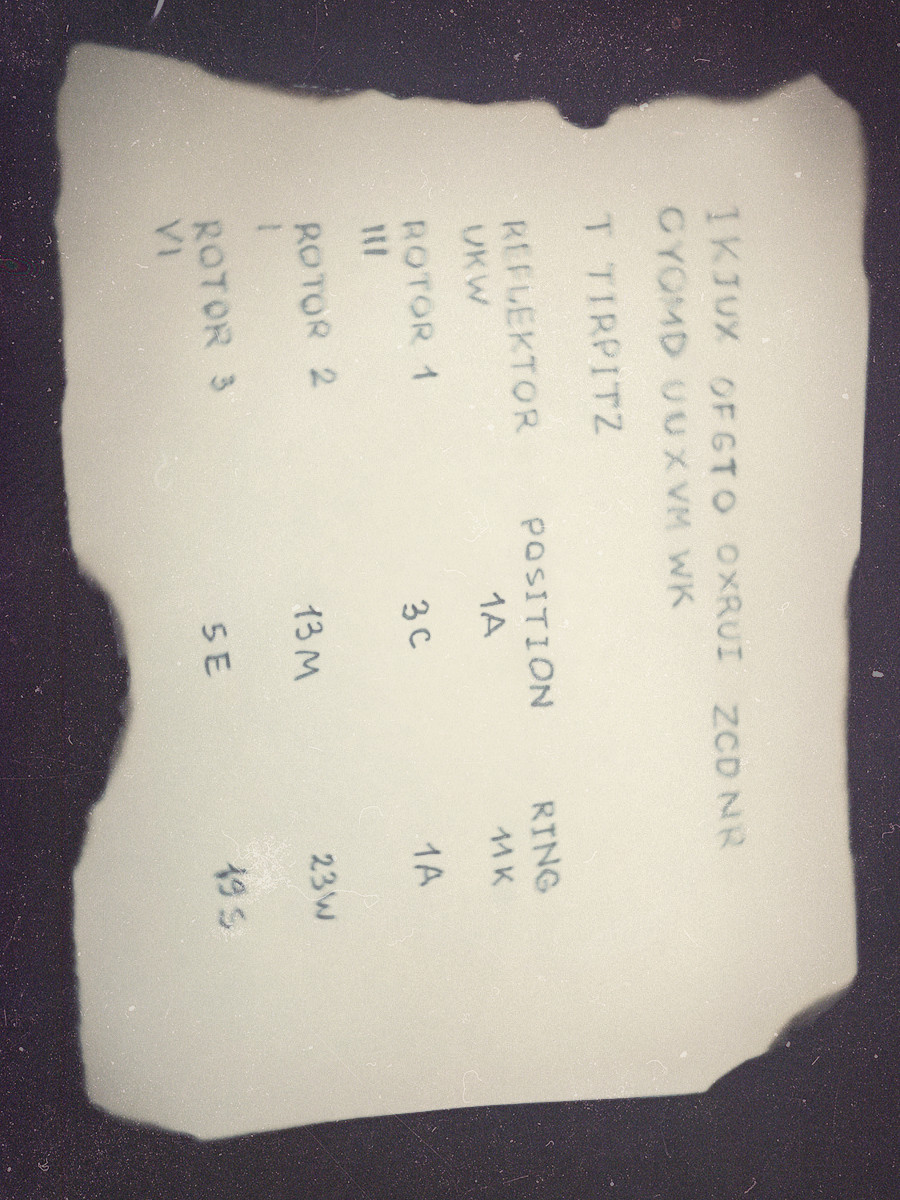 IKJUX OFGTO OXRUI ZCDNR
CYOMD UUXVM WK
T TIRPITZ
REFLEKTOR POSITION RING
UKW 1A 11K
ROTOR 1 3C 1A
III
ROTOR 2 13M 23W
I
ROTOR 3 5E 19S
VI